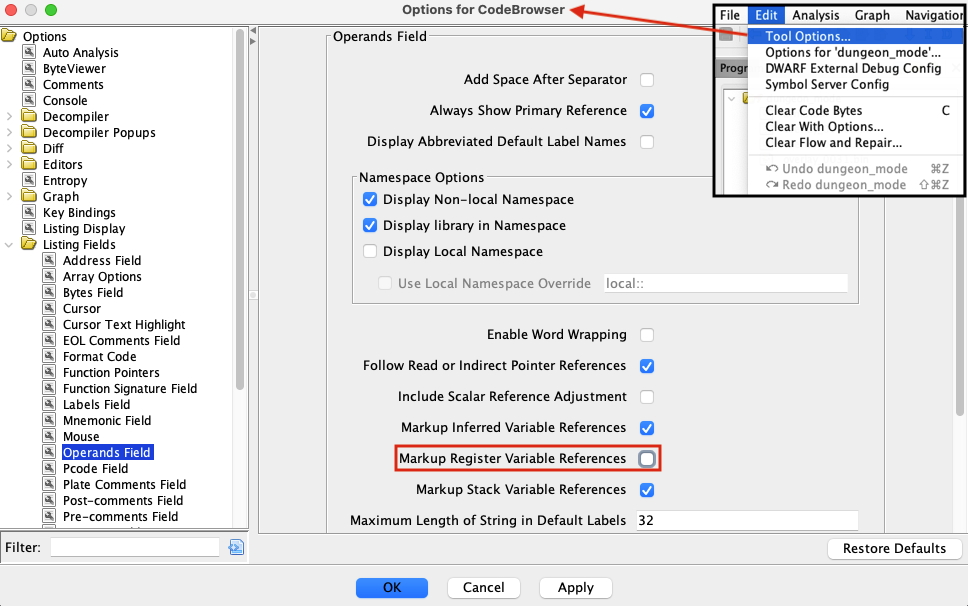 Options for CodeBrowser
File Edit Analysis Graph Navigation
Tool Options...
Options for 'dungeon_mode'...
DWARF External Debug Config
Symbol Server Config
Clear Code Bytes C
Clear With Options...
Clear Flow and Repair...
Undo dungeon_mode ⌘Z
Redo dungeon_mode ⇧⌘Z
Progr
Options
Auto Analysis
ByteViewer
Comments
Console
Decompiler
Decompiler Popups
Diff
Editors
Entropy
Graph
Key Bindings
Listing Display
Listing Fields
Address Field
Array Options
Bytes Field
Cursor
Cursor Text Highlight
EOL Comments Field
Format Code
Function Pointers
Function Signature Field
Labels Field
Mnemonic Field
Mouse
Operands Field
Pcode Field
Plate Comments Field
Post-comments Field
Pre-comments Field
Filter:
Operands Field
Add Space After Separator
Always Show Primary Reference
Display Abbreviated Default Label Names
Namespace Options
Display Non-local Namespace
Display library in Namespace
Display Local Namespace
Use Local Namespace Override local::
Enable Word Wrapping
Follow Read or Indirect Pointer References
Include Scalar Reference Adjustment
Markup Inferred Variable References
Markup Register Variable References
Markup Stack Variable References
Maximum Length of String in Default Labels 32
Restore Defaults
OK Cancel Apply